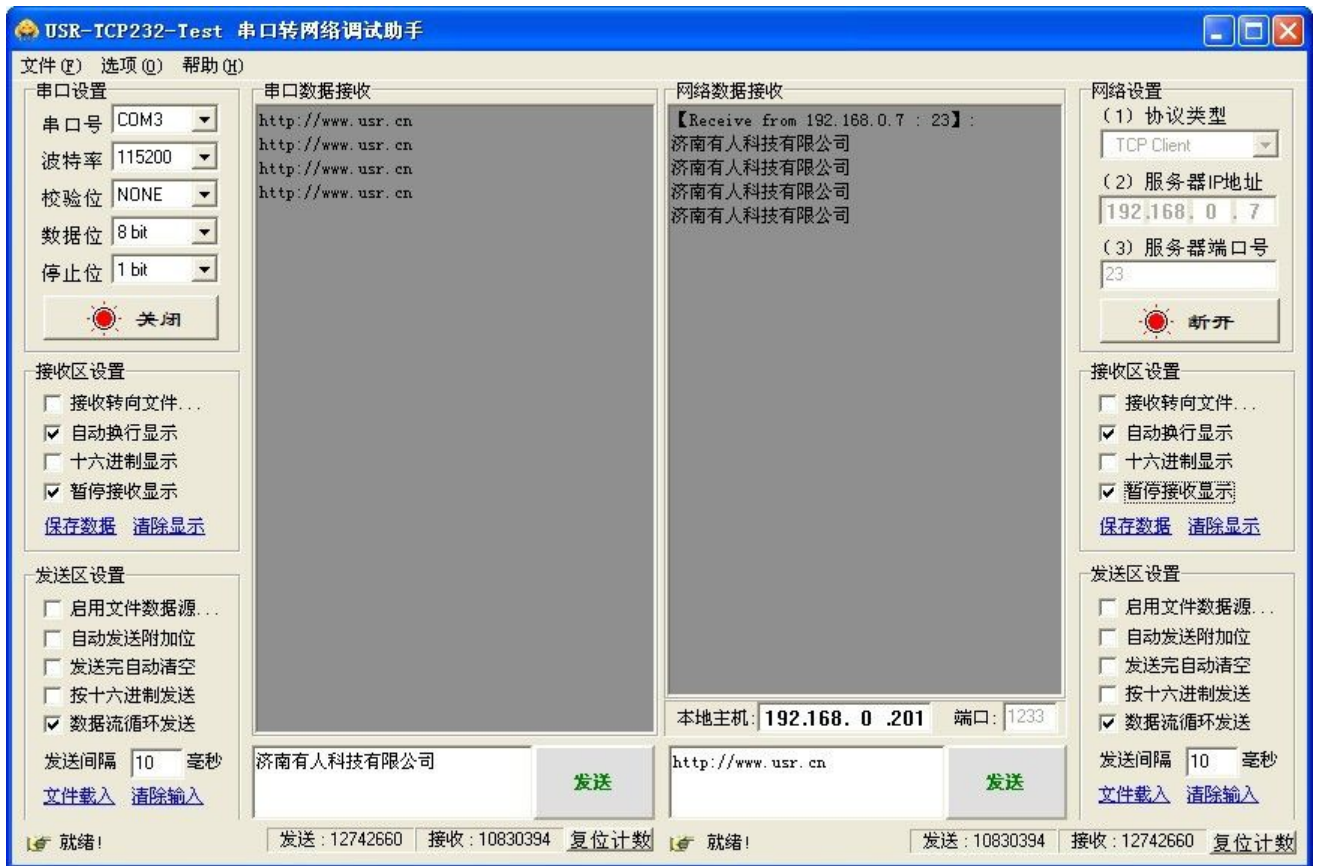 USR-TCP232-Test 串口转网络调试助手
文件(F) 选项(O) 帮助(H)
串口设置
串口号 COM3
波特率 115200
校验位 NONE
数据位 8 bit
停止位 1 bit
关闭
接收区设置
接收转向文件...
自动换行显示
十六进制显示
暂停接收显示
保存数据 清除显示
发送区设置
启用文件数据源...
自动发送附加位
发送完自动清空
按十六进制发送
数据流循环发送
发送间隔 10 毫秒
文件载入 清除输入
串口数据接收
http://www.usr.cn
http://www.usr.cn
http://www.usr.cn
http://www.usr.cn
济南有人科技有限公司
发送
网络数据接收
【Receive from 192.168.0.7 : 23】:
济南有人科技有限公司
济南有人科技有限公司
济南有人科技有限公司
济南有人科技有限公司
本地主机: 192.168. 0 .201 端口: 1233
http://www.usr.cn
发送
网络设置
(1) 协议类型
TCP Client
(2) 服务器IP地址
192.168. 0 . 7
(3) 服务器端口号
23
断开
接收区设置
接收转向文件...
自动换行显示
十六进制显示
暂停接收显示
保存数据 清除显示
发送区设置
启用文件数据源...
自动发送附加位
发送完自动清空
按十六进制发送
数据流循环发送
发送间隔 10 毫秒
文件载入 清除输入
就绪! 发送:12742660 接收:10830394 复位计数
就绪! 发送:10830394 接收:12742660 复位计数